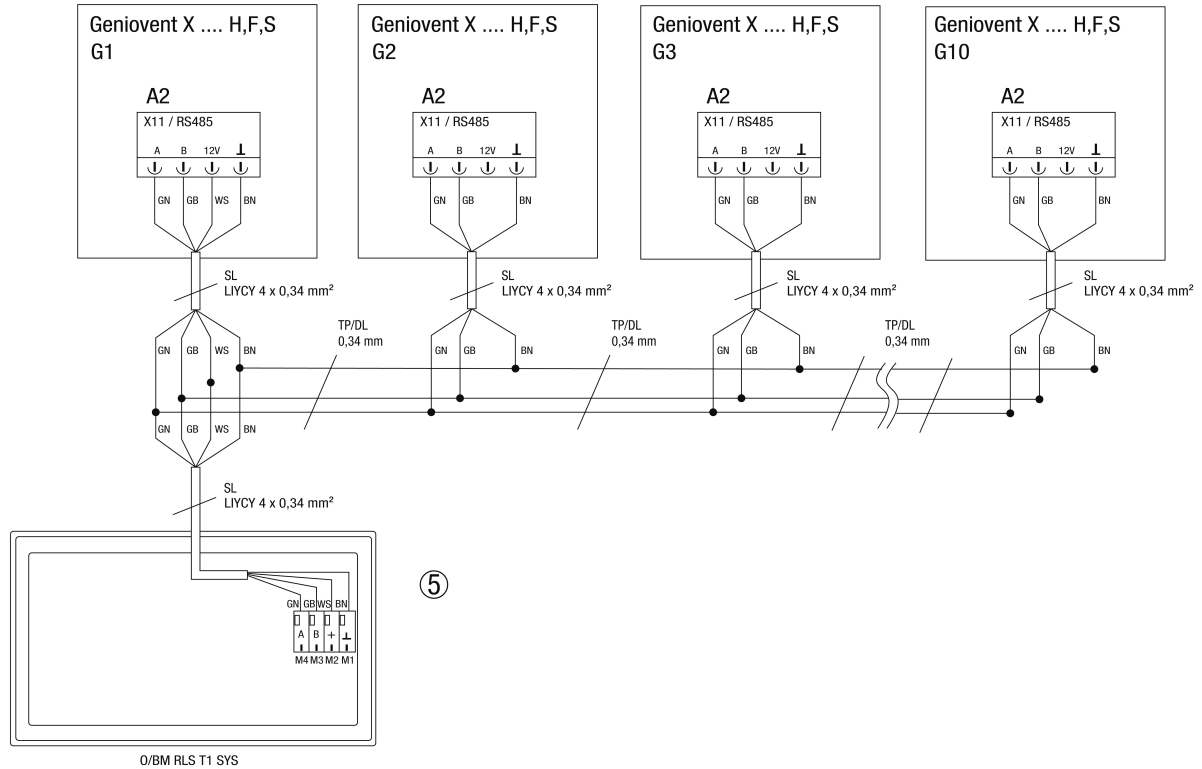 Geniovent X .... H,F,S
G1
A2
X11 / RS485
A B 12V
GN GB WS BN
SL
LIYCY 4 x 0,34 mm²
Geniovent X .... H,F,S
G2
A2
X11 / RS485
A B 12V
GN GB BN
SL
LIYCY 4 x 0,34 mm²
Geniovent X .... H,F,S
G3
A2
X11 / RS485
A B 12V
GN GB BN
SL
LIYCY 4 x 0,34 mm²
Geniovent X .... H,F,S
G10
A2
X11 / RS485
A B 12V
GN GB BN
SL
LIYCY 4 x 0,34 mm²
GN GB WS BN
TP/DL
0,34 mm
GN GB BN
TP/DL
0,34 mm
GN GB BN
TP/DL
0,34 mm
GN GB BN
GN GB WS BN
SL
LIYCY 4 x 0,34 mm²
5
GN GB WS BN
A B +
M4 M3 M2 M1
O/BM RLS T1 SYS